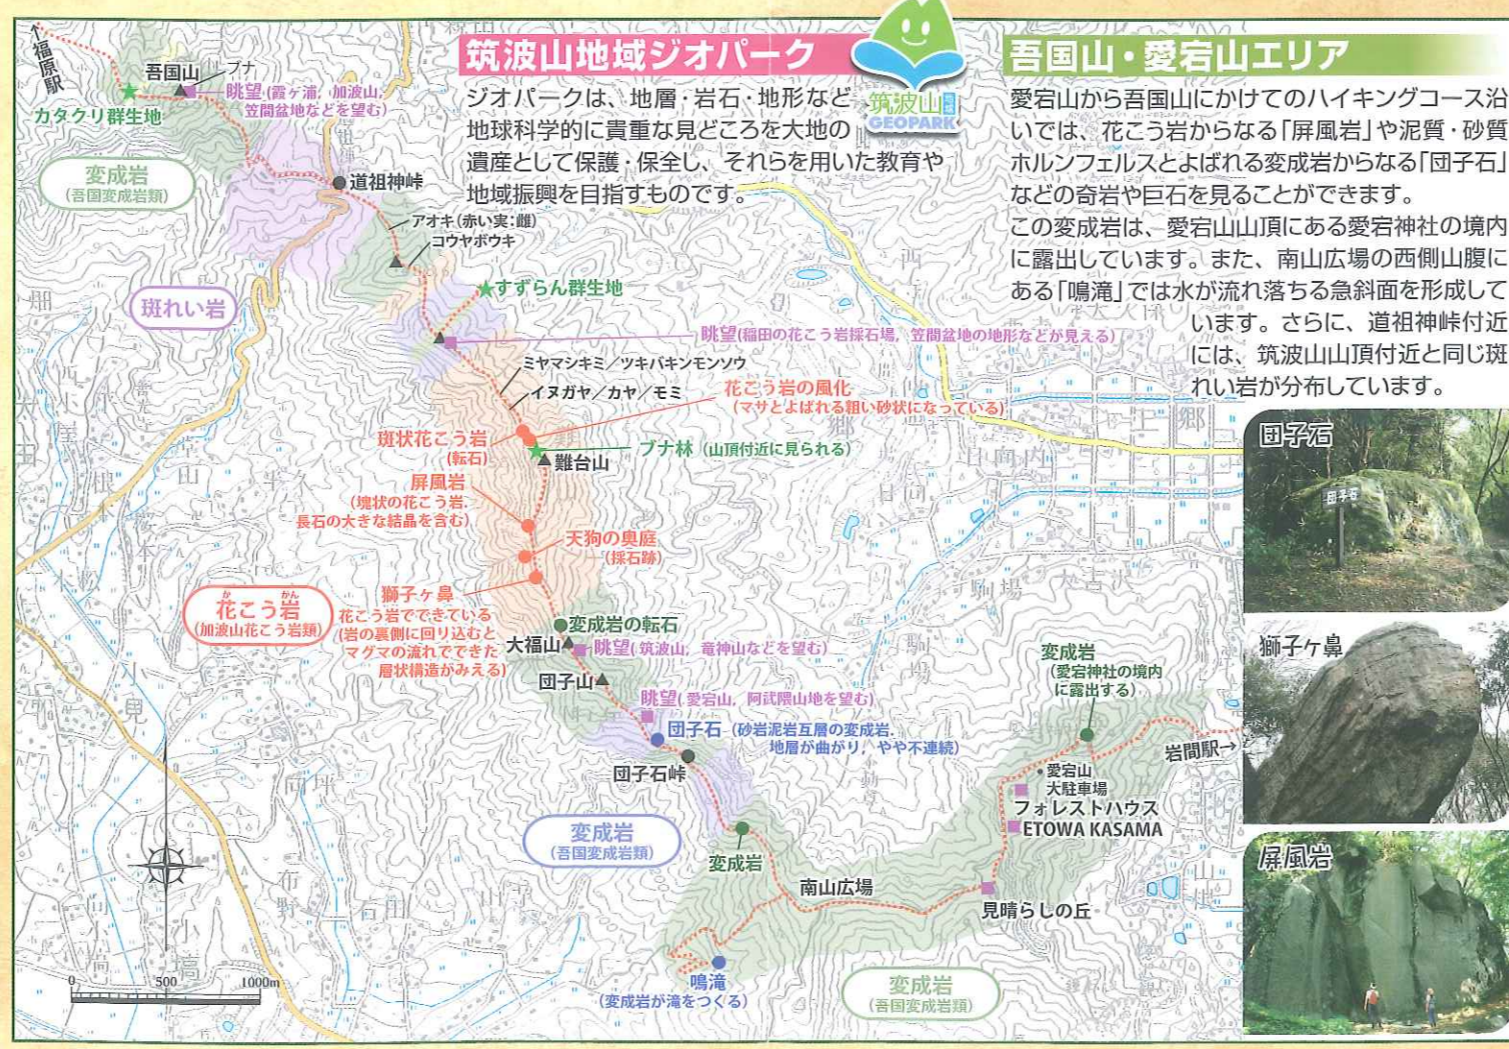 筑波山地域ジオパーク
ジオパークは、地層・岩石・地形など
地球科学的に貴重な見どころを大地の
遺産として保護・保全し、それらを用いた教育や
地域振興を目指すものです。
筑波山地域
GEOPARK
吾国山・愛宕山エリア
愛宕山から吾国山にかけてのハイキングコース沿
いでは、花こう岩からなる「屏風岩」や泥質・砂質
ホルンフェルスとよばれる変成岩からなる「団子石」
などの奇岩や巨石を見ることができます。
この変成岩は、愛宕山山頂にある愛宕神社の境内
に露出しています。また、南山広場の西側山腹に
ある「鳴滝」では水が流れ落ちる急斜面を形成して
います。さらに、道祖神峠付近
には、筑波山山頂付近と同じ斑
れい岩が分布しています。
←福原駅
吾国山
ブナ
眺望(霞ヶ浦，加波山，
笠間盆地などを望む)
カタクリ群生地
変成岩
(吾国変成岩類)
道祖神峠
アオキ(赤い実:雌)
コウヤボウキ
すずらん群生地
斑れい岩
眺望(稲田の花こう岩採石場，笠間盆地の地形などが見える)
ミヤマシキミ／ツキバキンモンソウ
イヌガヤ／カヤ／モミ
花こう岩の風化
(マサとよばれる粗い砂状になっている)
斑状花こう岩
(転石)
ブナ林 (山頂付近に見られる)
難台山
屏風岩
(塊状の花こう岩.
長石の大きな結晶を含む)
天狗の奥庭
(採石跡)
獅子ヶ鼻
花こう岩でできている
(岩の裏側に回り込むと
マグマの流れでできた
層状構造がみえる)
か　かん
花こう岩
(加波山花こう岩類)
変成岩の転石
大福山
眺望(筑波山，竜神山などを望む)
団子山
眺望(愛宕山，阿武隈山地を望む)
団子石 (砂岩泥岩互層の変成岩.
地層が曲がり，やや不連続)
団子石峠
変成岩
(吾国変成岩類)
変成岩
変成岩
(愛宕神社の境内
に露出する)
岩間駅→
愛宕山
大駐車場
フォレストハウス
ETOWA KASAMA
南山広場
見晴らしの丘
鳴滝
(変成岩が滝をつくる)
変成岩
(吾国変成岩類)
0 500 1000m
団子石
団子石
獅子ヶ鼻
屏風岩